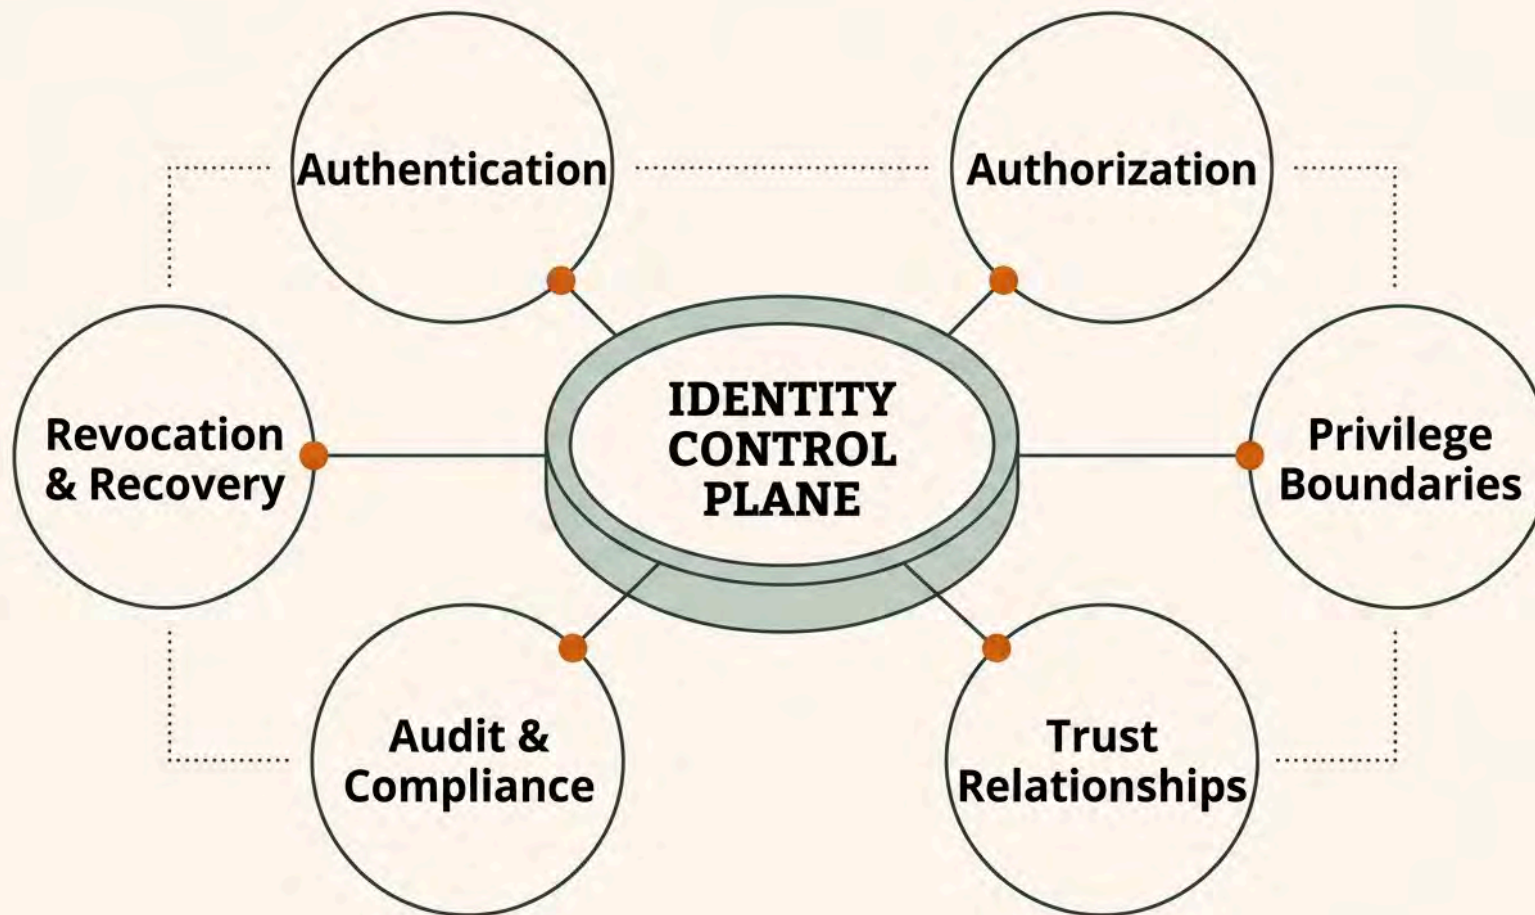 Authentication
Authorization
IDENTITY
CONTROL
PLANE
Revocation
& Recovery
Privilege
Boundaries
Audit &
Compliance
Trust
Relationships